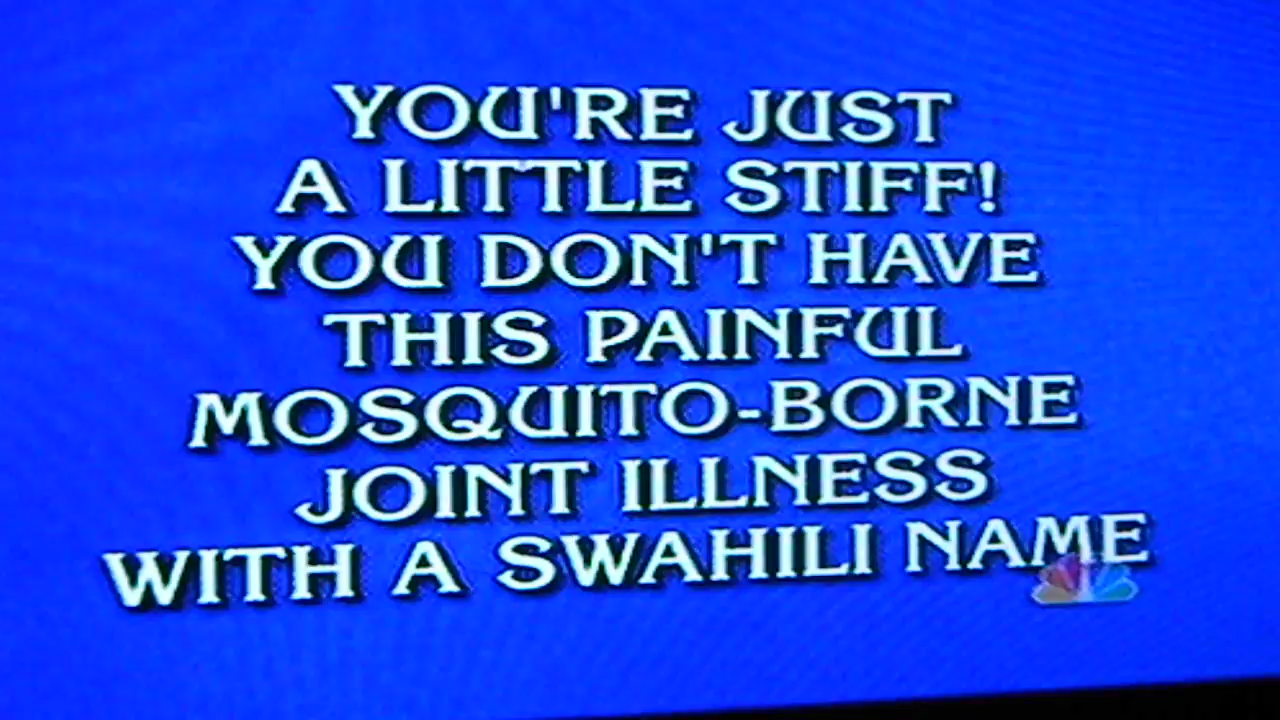 YOU'RE JUST
A LITTLE STIFF!
YOU DON'T HAVE
THIS PAINFUL
MOSQUITO-BORNE
JOINT ILLNESS
WITH A SWAHILI NAME